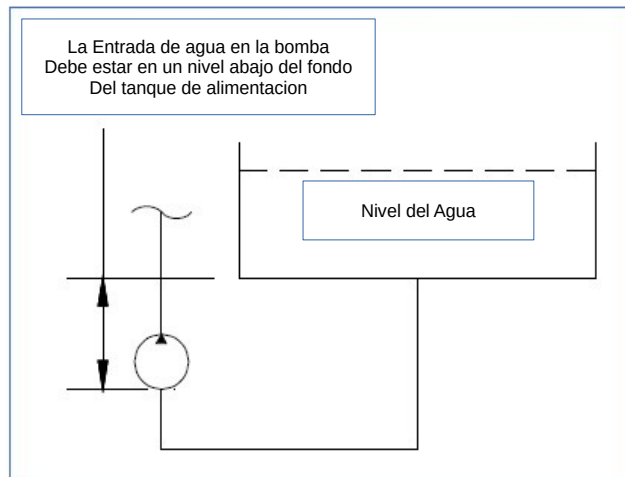 La Entrada de agua en la bomba
Debe estar en un nivel abajo del fondo
Del tanque de alimentacion
Nivel del Agua